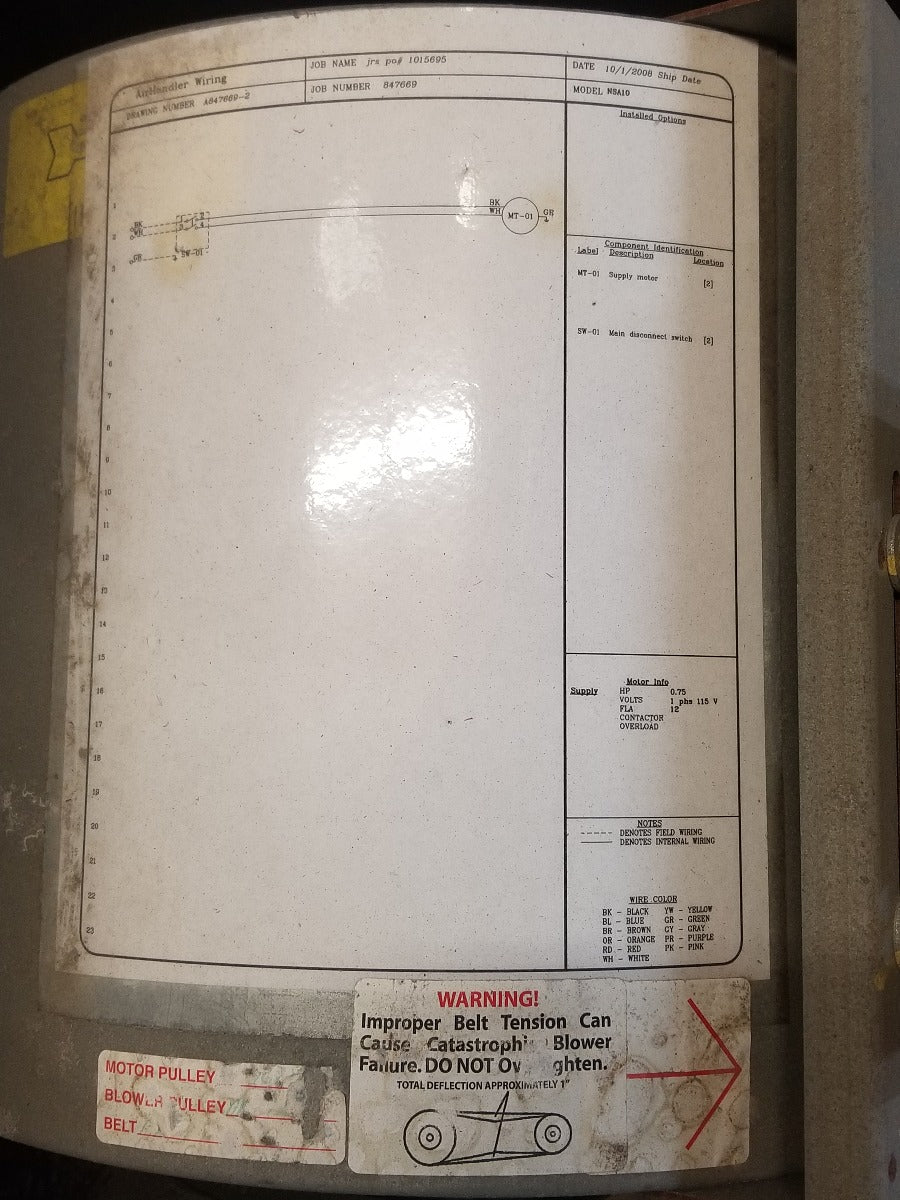 AirHandler Wiring
DRAWING NUMBER A847669-2
JOB NAME jrs po# 1015695
JOB NUMBER 847669
DATE 10/1/2008 Ship Date
MODEL NSA10
Installed Options
Component Identification
Label Description Location
MT-01 Supply motor [2]
SW-01 Main disconnect switch [2]
1
BK
WH
BK
WH
MT-01
GR
2
GR
SW-01
3
4
5
6
7
8
9
10
11
12
13
14
15
16
17
18
19
20
21
22
23
Motor Info
Supply HP 0.75
VOLTS 1 phs 115 V
FLA 12
CONTACTOR
OVERLOAD
NOTES
DENOTES FIELD WIRING
DENOTES INTERNAL WIRING
WIRE COLOR
BK - BLACK YW - YELLOW
BL - BLUE GR - GREEN
BR - BROWN GY - GRAY
OR - ORANGE PR - PURPLE
RD - RED PK - PINK
WH - WHITE
WARNING!
Improper Belt Tension Can
Cause Blower
Failure. DO NOT
TOTAL DEFLECTION APPROXIMATELY 1"
MOTOR PULLEY
BLOWER PULLEY
BELT